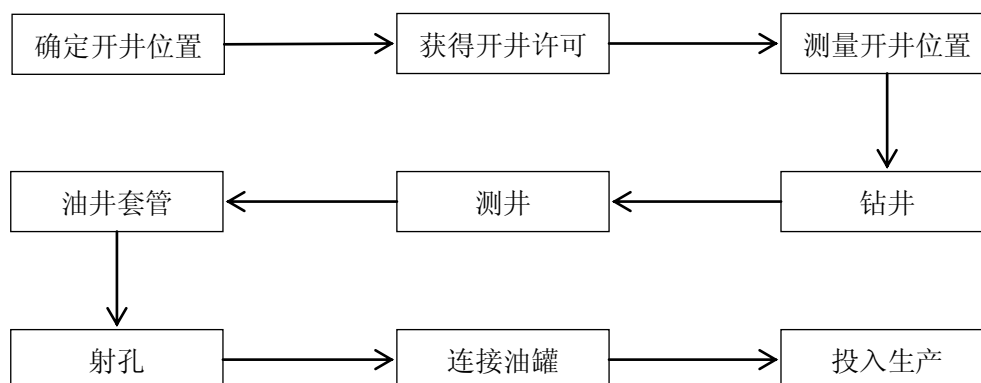 确定开井位置
获得开井许可
测量开井位置
油井套管
测井
钻井
射孔
连接油罐
投入生产